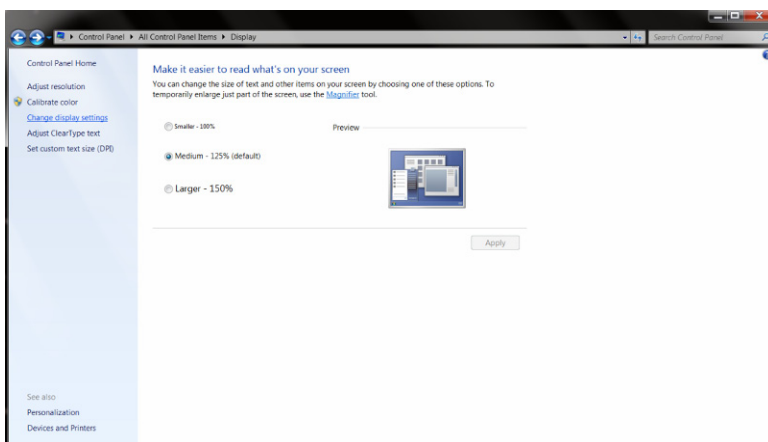 Control Panel ▸ All Control Panel Items ▸ Display
Search Control Panel
Control Panel Home
Adjust resolution
Calibrate color
Change display settings
Adjust ClearType text
Set custom text size (DPI)
Make it easier to read what's on your screen
You can change the size of text and other items on your screen by choosing one of these options. To
temporarily enlarge just part of the screen, use the Magnifier tool.
Smaller - 100%
Preview
Medium - 125% (default)
Larger - 150%
Apply
See also
Personalization
Devices and Printers